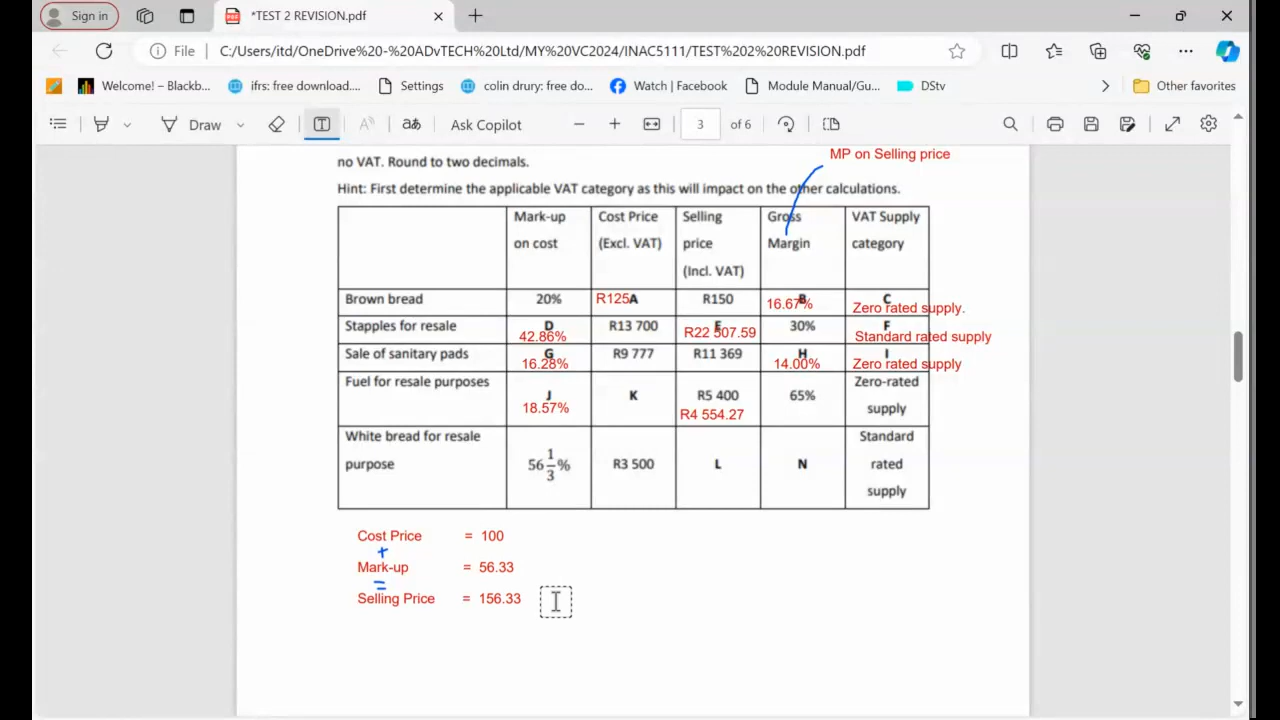 Sign in
*TEST 2 REVISION.pdf
File
C:/Users/itd/OneDrive%20-%20ADvTECH%20Ltd/MY%20VC2024/INAC5111/TEST%202%20REVISION.pdf
Welcome! – Blackb...
ifrs: free download....
Settings
colin drury: free do...
Watch | Facebook
Module Manual/Gu...
DStv
Other favorites
Draw
aあ
Ask Copilot
3 of 6
MP on Selling price
no VAT. Round to two decimals.
Hint: First determine the applicable VAT category as this will impact on the other calculations.
Mark-up on cost
Cost Price (Excl. VAT)
Selling price (Incl. VAT)
Gross Margin
VAT Supply category
Brown bread 20% R125 A R150 B 16.67% C Zero rated supply.
Stapples for resale D 42.86% R13 700 E R22 507.59 30% F Standard rated supply
Sale of sanitary pads G 16.28% R9 777 R11 369 H 14.00% I Zero rated supply
Fuel for resale purposes J 18.57% K R5 400 R4 554.27 65% Zero-rated supply
White bread for resale purpose 56 1/3 % R3 500 L N Standard rated supply
Cost Price = 100
+
Mark-up = 56.33
=
Selling Price = 156.33